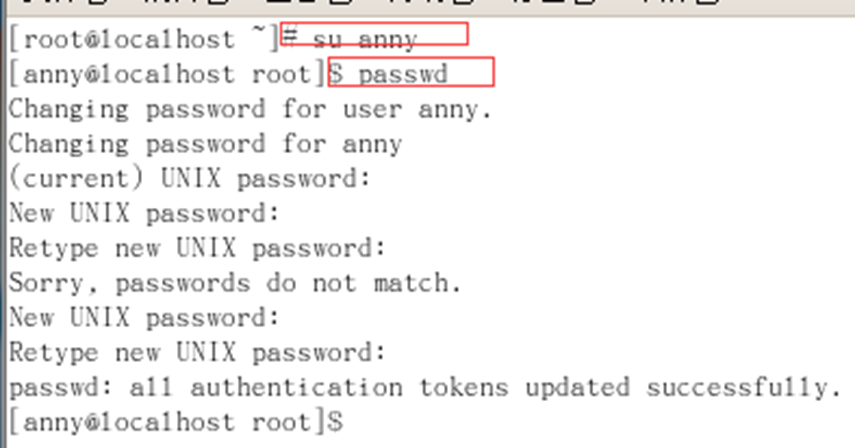 [root@localhost ~]# su anny
[anny@localhost root]$ passwd
Changing password for user anny.
Changing password for anny
(current) UNIX password:
New UNIX password:
Retype new UNIX password:
Sorry, passwords do not match.
New UNIX password:
Retype new UNIX password:
passwd: all authentication tokens updated successfully.
[anny@localhost root]$